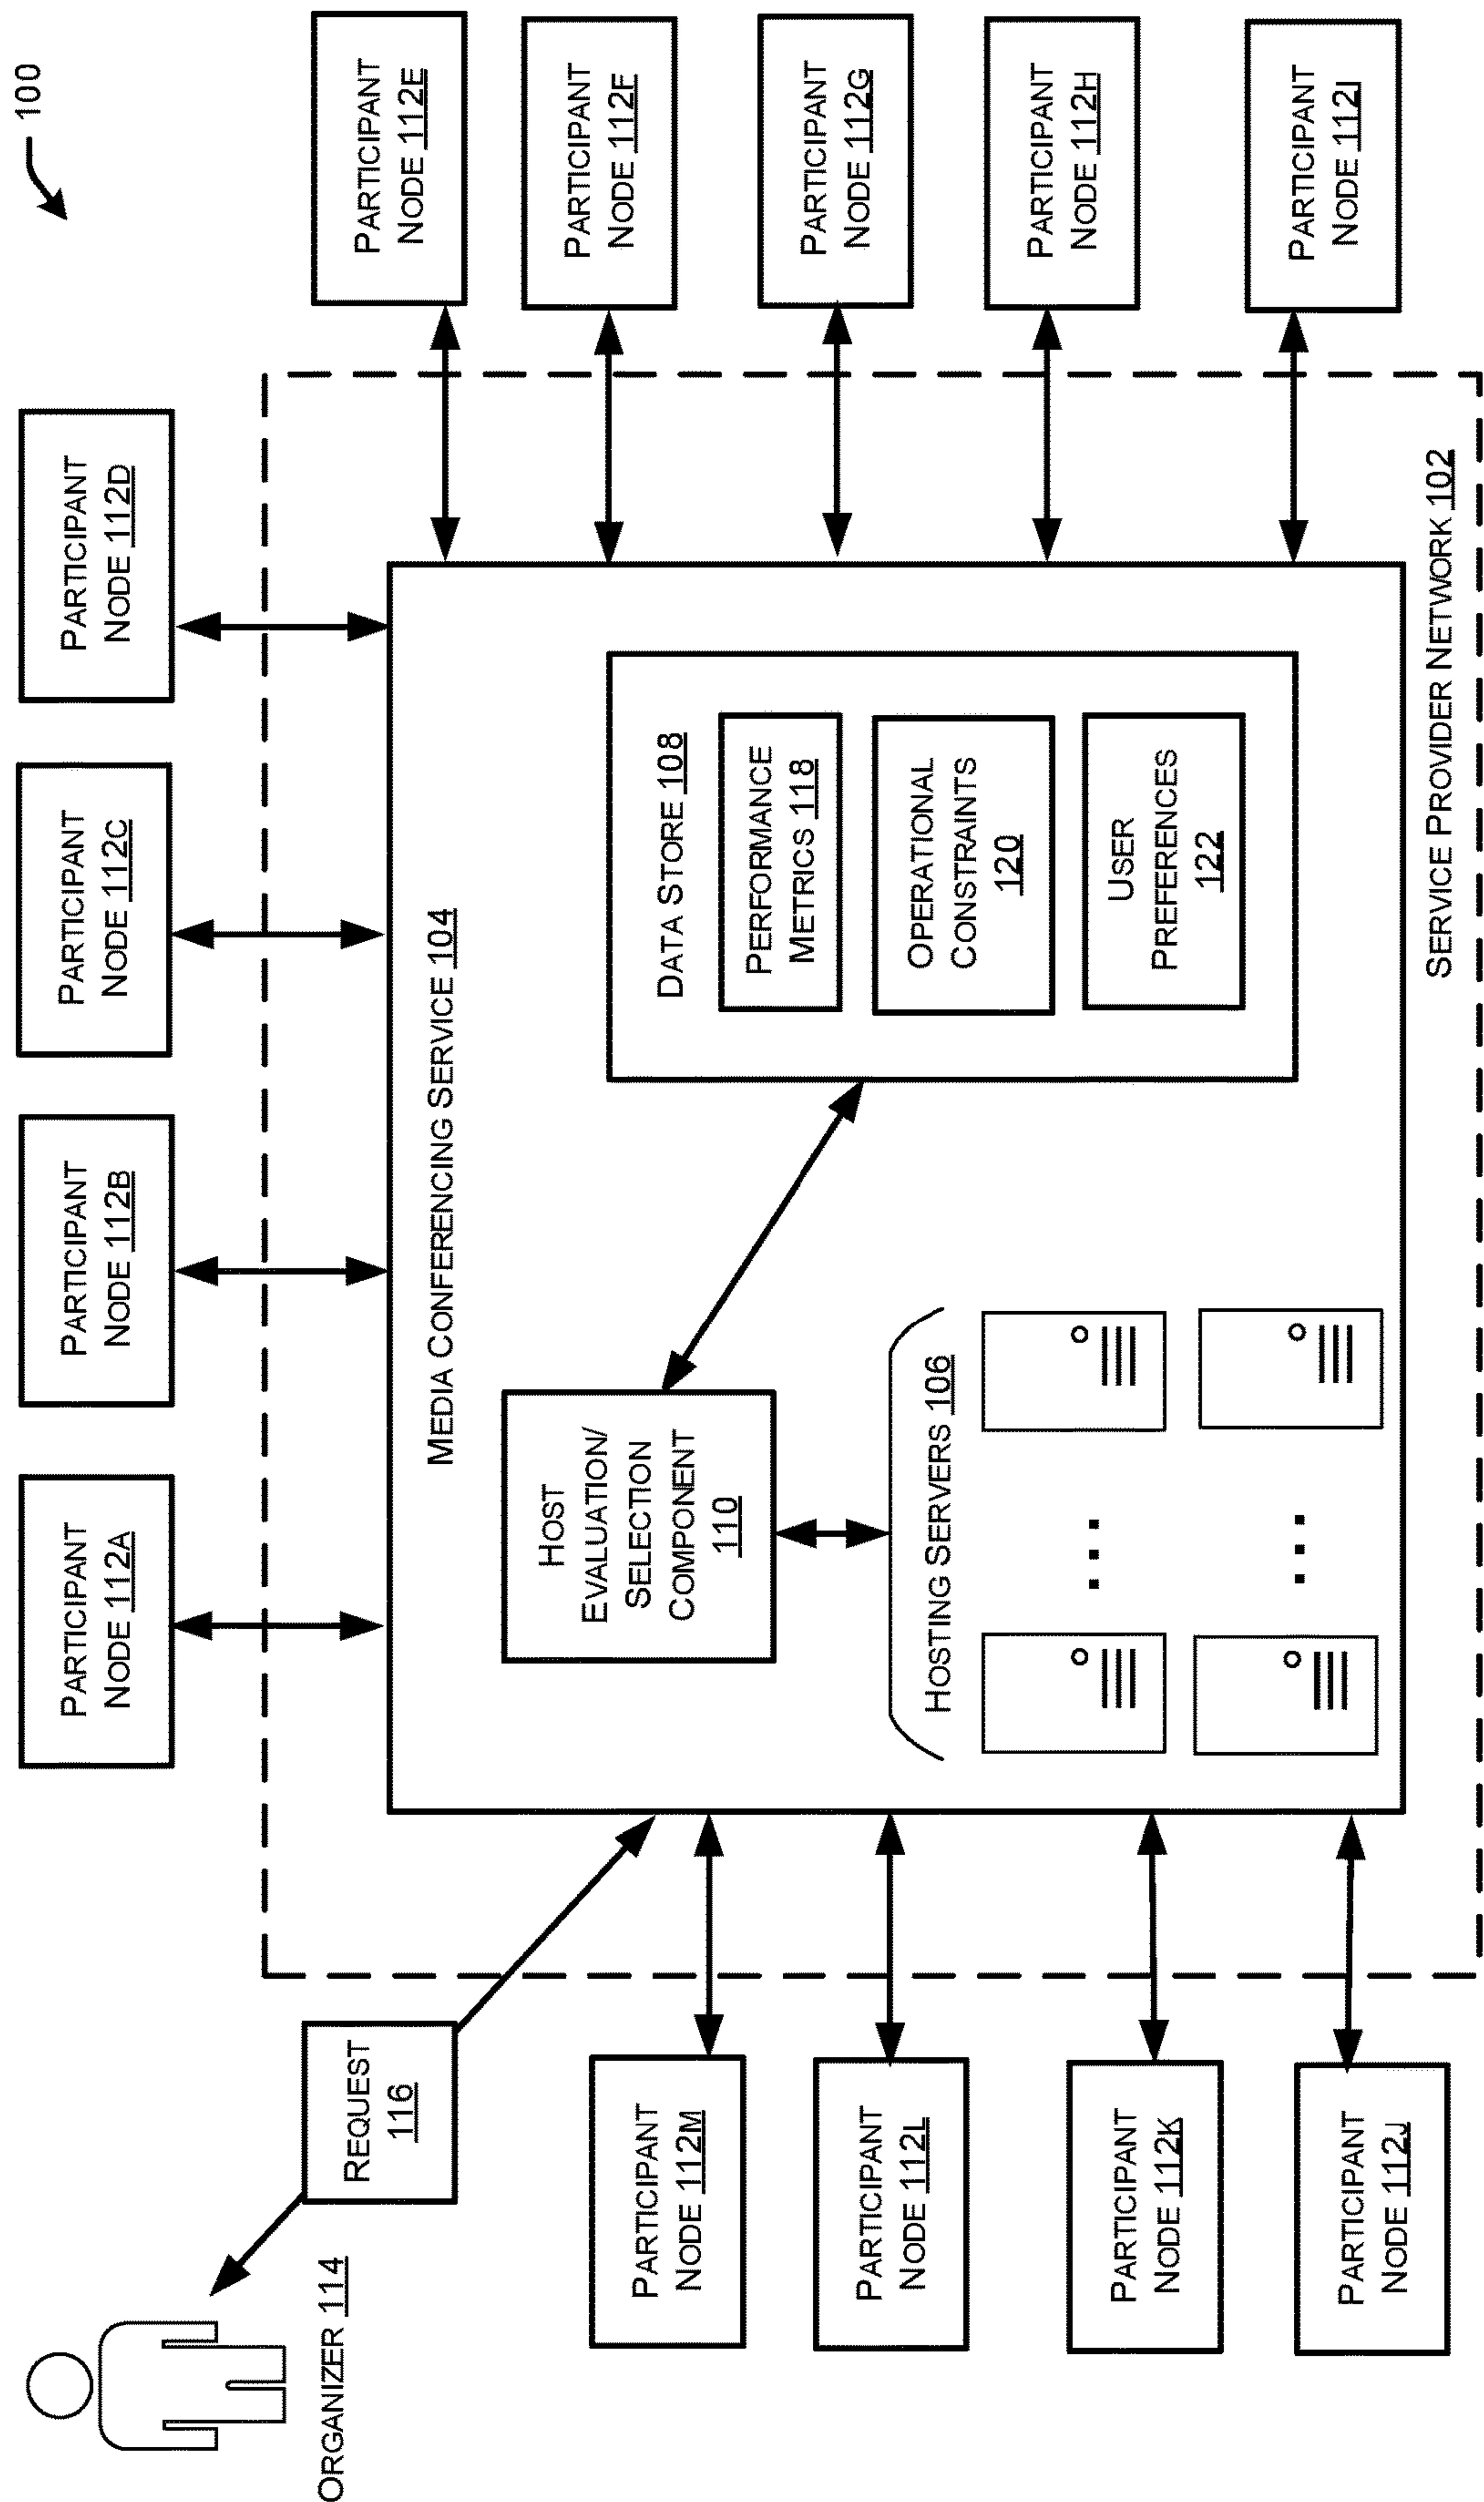 100
ORGANIZER 114
REQUEST
116
PARTICIPANT
NODE 112A
PARTICIPANT
NODE 112B
PARTICIPANT
NODE 112C
PARTICIPANT
NODE 112D
PARTICIPANT
NODE 112E
PARTICIPANT
NODE 112F
PARTICIPANT
NODE 112G
PARTICIPANT
NODE 112H
PARTICIPANT
NODE 112I
PARTICIPANT
NODE 112M
PARTICIPANT
NODE 112L
PARTICIPANT
NODE 112K
PARTICIPANT
NODE 112J
MEDIA CONFERENCING SERVICE 104
HOST
EVALUATION/
SELECTION
COMPONENT
110
HOSTING SERVERS 106
DATA STORE 108
PERFORMANCE
METRICS 118
OPERATIONAL
CONSTRAINTS
120
USER
PREFERENCES
122
SERVICE PROVIDER NETWORK 102